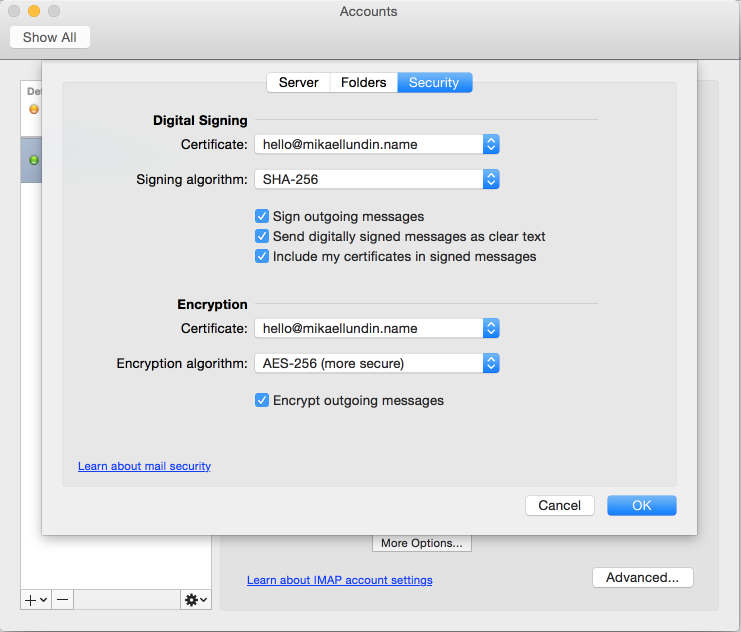 Accounts
Show All
De
Server Folders Security
Digital Signing
Certificate: hello@mikaellundin.name
Signing algorithm: SHA-256
Sign outgoing messages
Send digitally signed messages as clear text
Include my certificates in signed messages
Encryption
Certificate: hello@mikaellundin.name
Encryption algorithm: AES-256 (more secure)
Encrypt outgoing messages
Learn about mail security
Cancel OK
More Options...
Learn about IMAP account settings
Advanced...